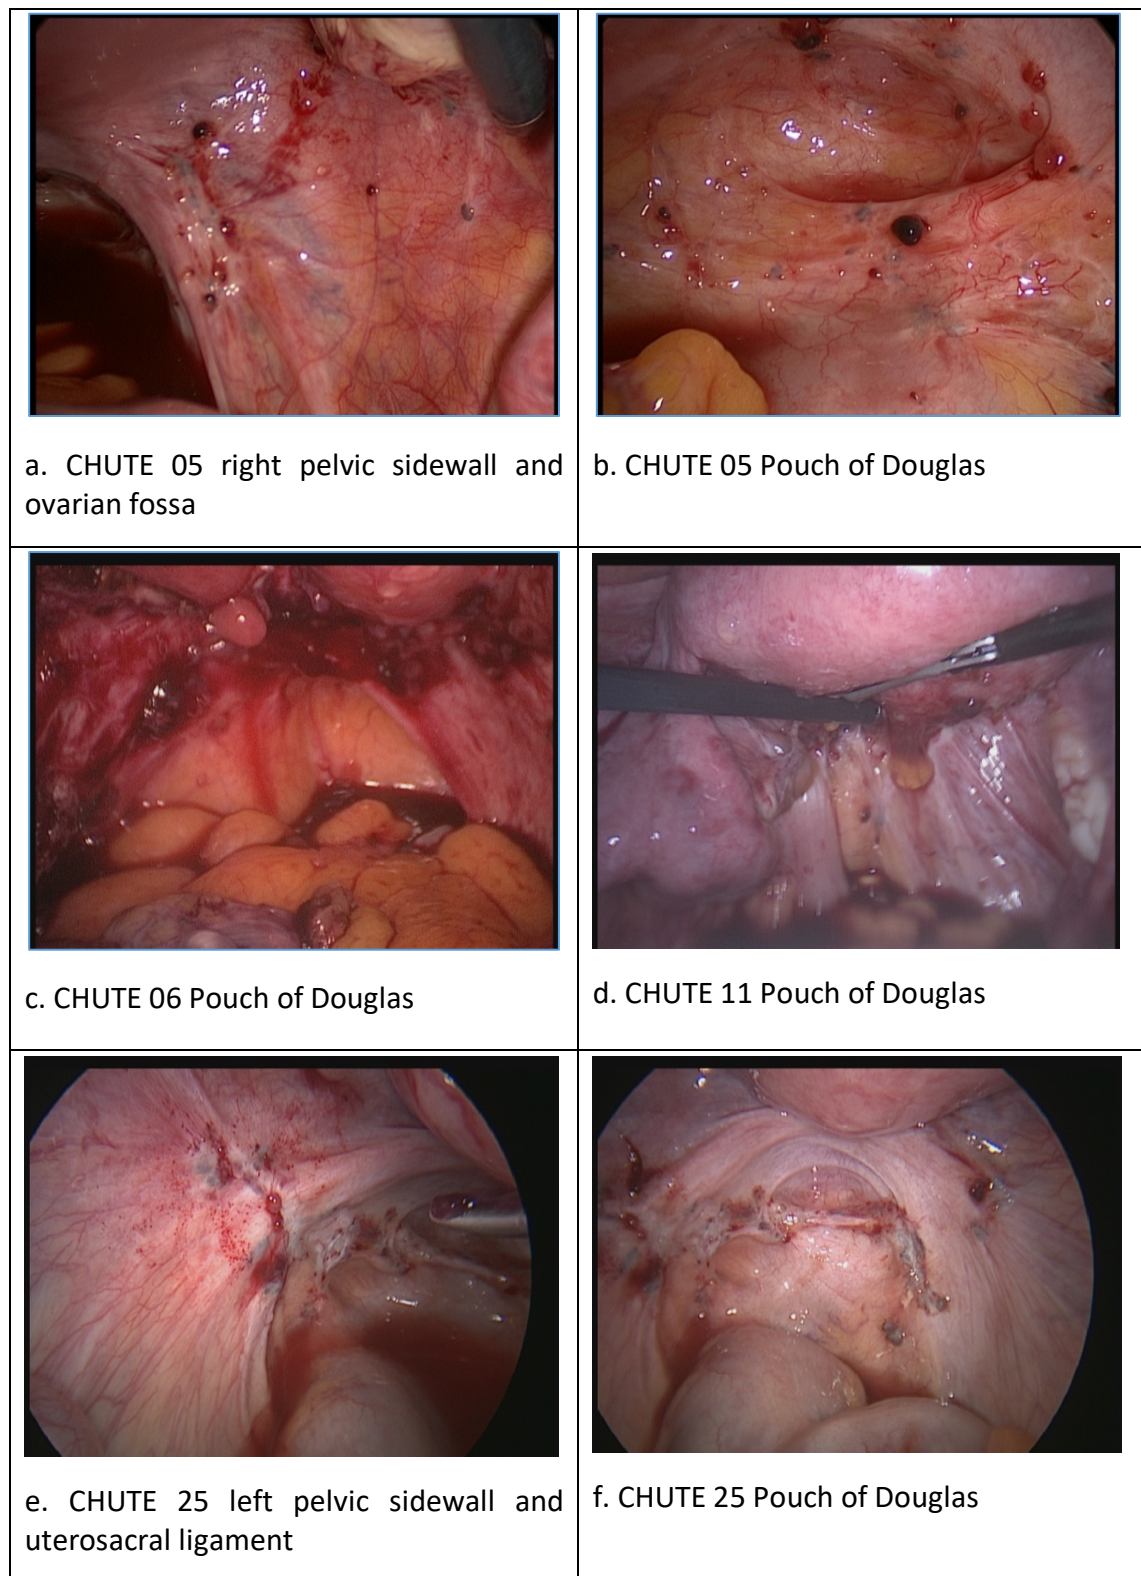 a. CHUTE 05 right pelvic sidewall and
ovarian fossa
b. CHUTE 05 Pouch of Douglas
c. CHUTE 06 Pouch of Douglas
d. CHUTE 11 Pouch of Douglas
e. CHUTE 25 left pelvic sidewall and
uterosacral ligament
f. CHUTE 25 Pouch of Douglas